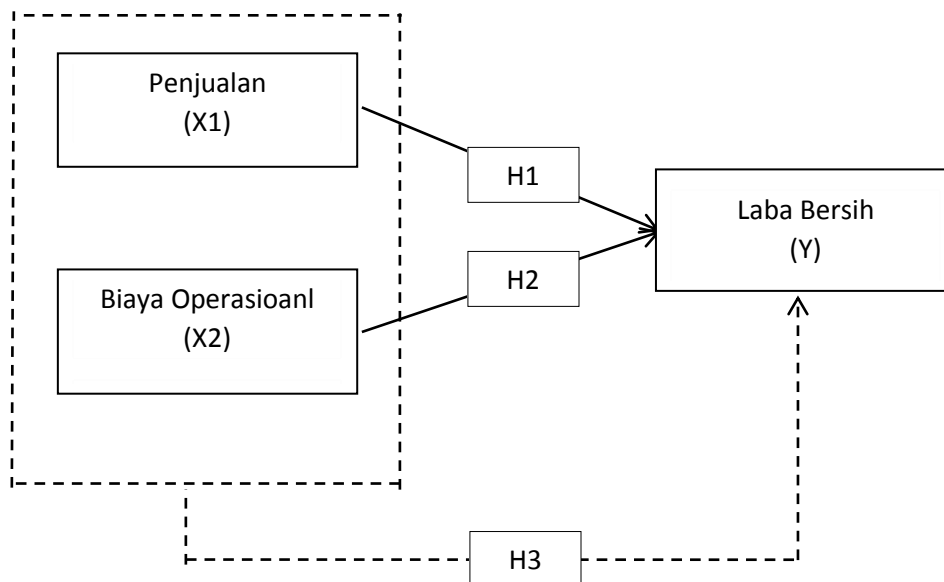 Penjualan
(X1)
H1
Laba Bersih
(Y)
H2
Biaya Operasioanl
(X2)
H3